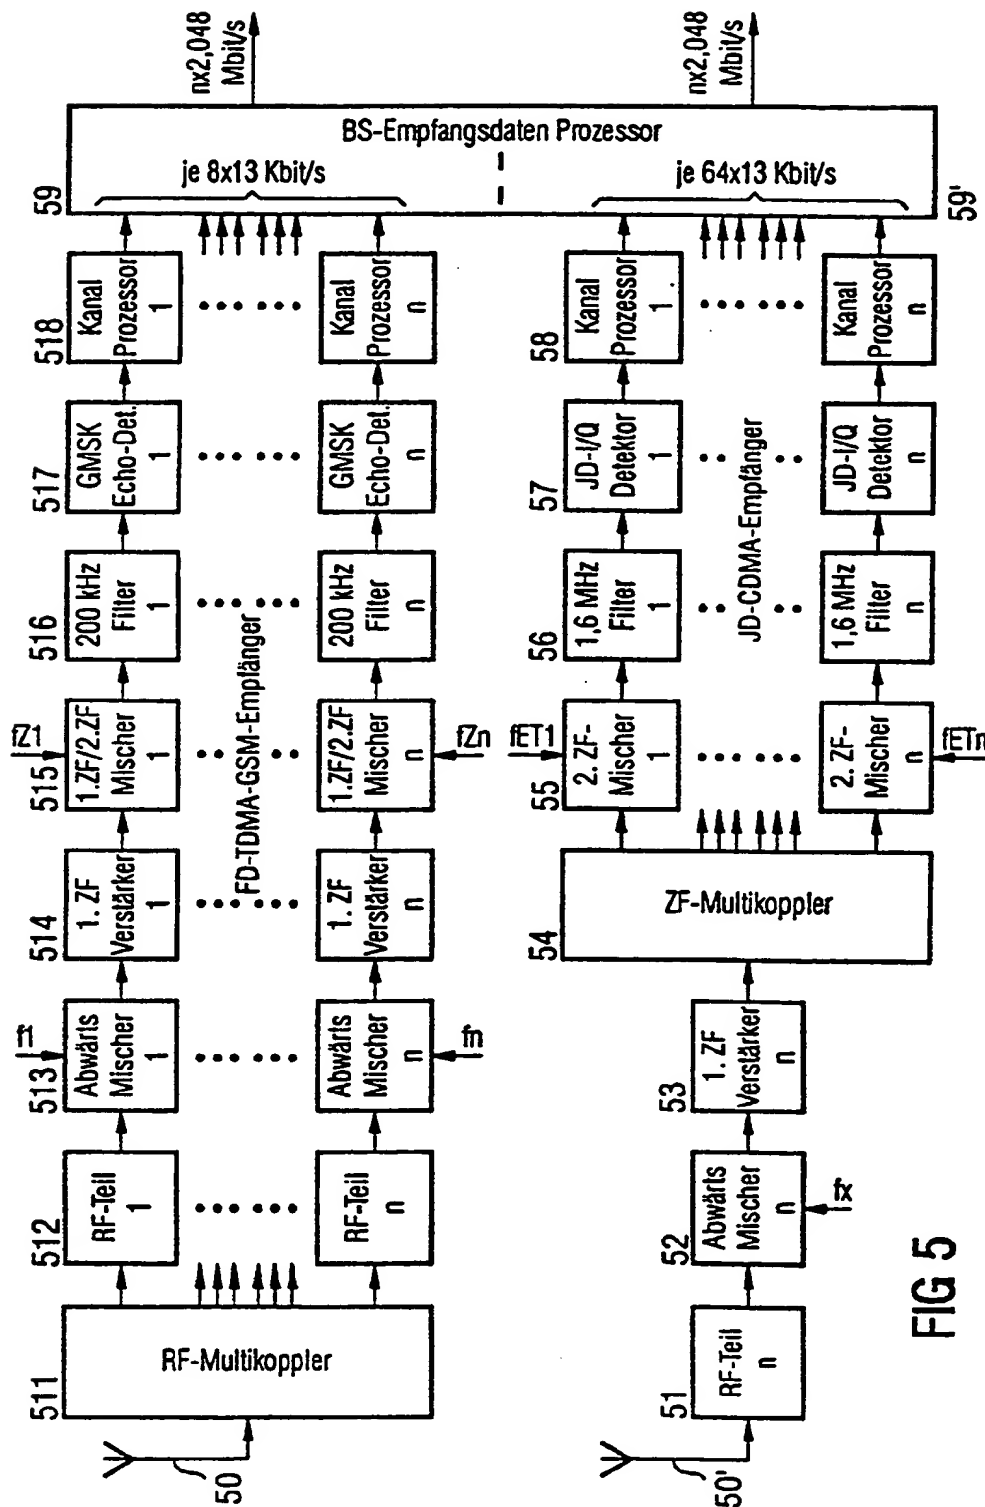 50
511
RF-Multikoppler
512
RF-Teil
1
RF-Teil
n
f1
513
Abwärts
Mischer
1
Abwärts
Mischer
n
fn
514
1. ZF
Verstärker
1
1. ZF
Verstärker
n
fZ1
515
1.ZF/2.ZF
Mischer
1
1.ZF/2.ZF
Mischer
n
fZn
FD-TDMA-GSM-Empfänger
516
200 kHz
Filter
1
200 kHz
Filter
n
517
GMSK
Echo-Det.
1
GMSK
Echo-Det.
n
518
Kanal
Prozessor
1
Kanal
Prozessor
n
59
je 8x13 Kbit/s
BS-Empfangsdaten Prozessor
je 64x13 Kbit/s
59'
nx2,048
Mbit/s
nx2,048
Mbit/s
50'
51
RF-Teil
n
52
Abwärts
Mischer
n
fx
53
1. ZF
Verstärker
n
54
ZF-Multikoppler
fET1
55
2. ZF-
Mischer
1
2. ZF-
Mischer
n
fETn
56
1,6 MHz
Filter
1
1,6 MHz
Filter
n
JD-CDMA-Empfänger
57
JD-I/Q
Detektor
1
JD-I/Q
Detektor
n
58
Kanal
Prozessor
1
Kanal
Prozessor
n
FIG 5